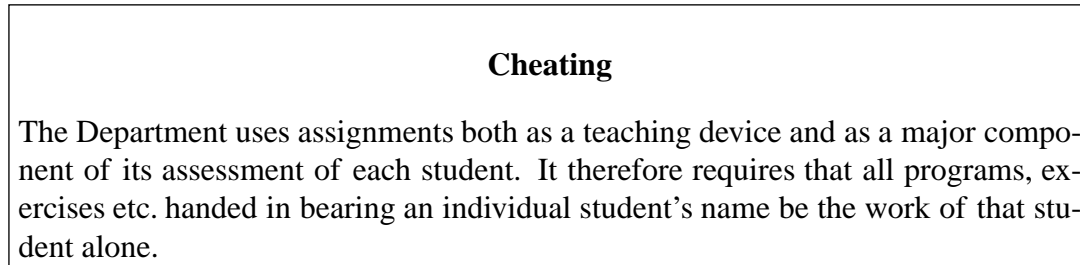 Cheating
The Department uses assignments both as a teaching device and as a major compo-
nent of its assessment of each student. It therefore requires that all programs, ex-
ercises etc. handed in bearing an individual student's name be the work of that stu-
dent alone.